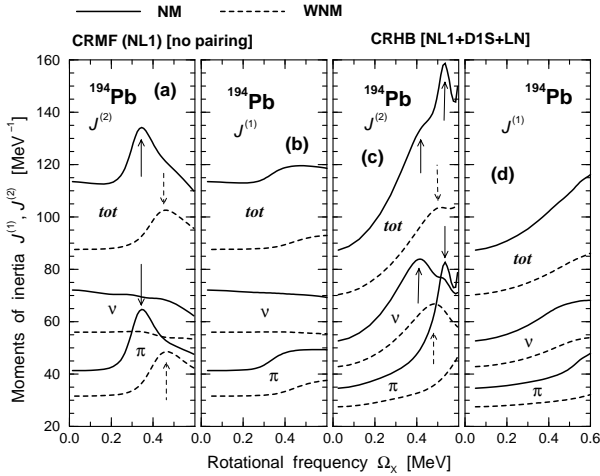 NM WNM
CRMF (NL1) [no pairing] CRHB [NL1+D1S+LN]
160
140
120
100
80
60
40
20
Moments of inertia J⁽¹⁾, J⁽²⁾ [MeV⁻¹]
¹⁹⁴Pb (a)
J⁽²⁾
tot
ν
π
¹⁹⁴Pb
J⁽¹⁾
(b)
tot
ν
π
¹⁹⁴Pb
J⁽²⁾
(c)
tot
ν
π
¹⁹⁴Pb
J⁽¹⁾
(d)
tot
ν
π
0.0 0.2 0.4 0.0 0.2 0.4 0.0 0.2 0.4 0.0 0.2 0.4 0.6
Rotational frequency Ωₓ [MeV]